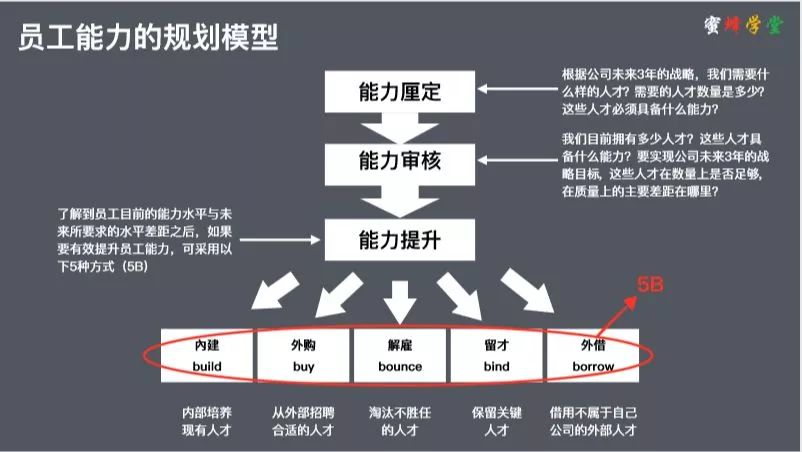 员工能力的规划模型
蜜蜂学堂
能力厘定
根据公司未来3年的战略，我们需要什
么样的人才？需要的人才数量是多少？
这些人才必须具备什么能力？
能力审核
我们目前拥有多少人才？这些人才具
备什么能力？要实现公司未来3年的战
略目标，这些人才在数量上是否足够，
在质量上的主要差距在哪里？
了解到员工目前的能力水平与未
来所要求的水平差距之后，如果
要有效提升员工能力，可采用以
下5种方式（5B）
能力提升
5B
内建
build
外购
buy
解雇
bounce
留才
bind
外借
borrow
内部培养
现有人才
从外部招聘
合适的人才
淘汰不胜任
的人才
保留关键
人才
借用不属于自己
公司的外部人才